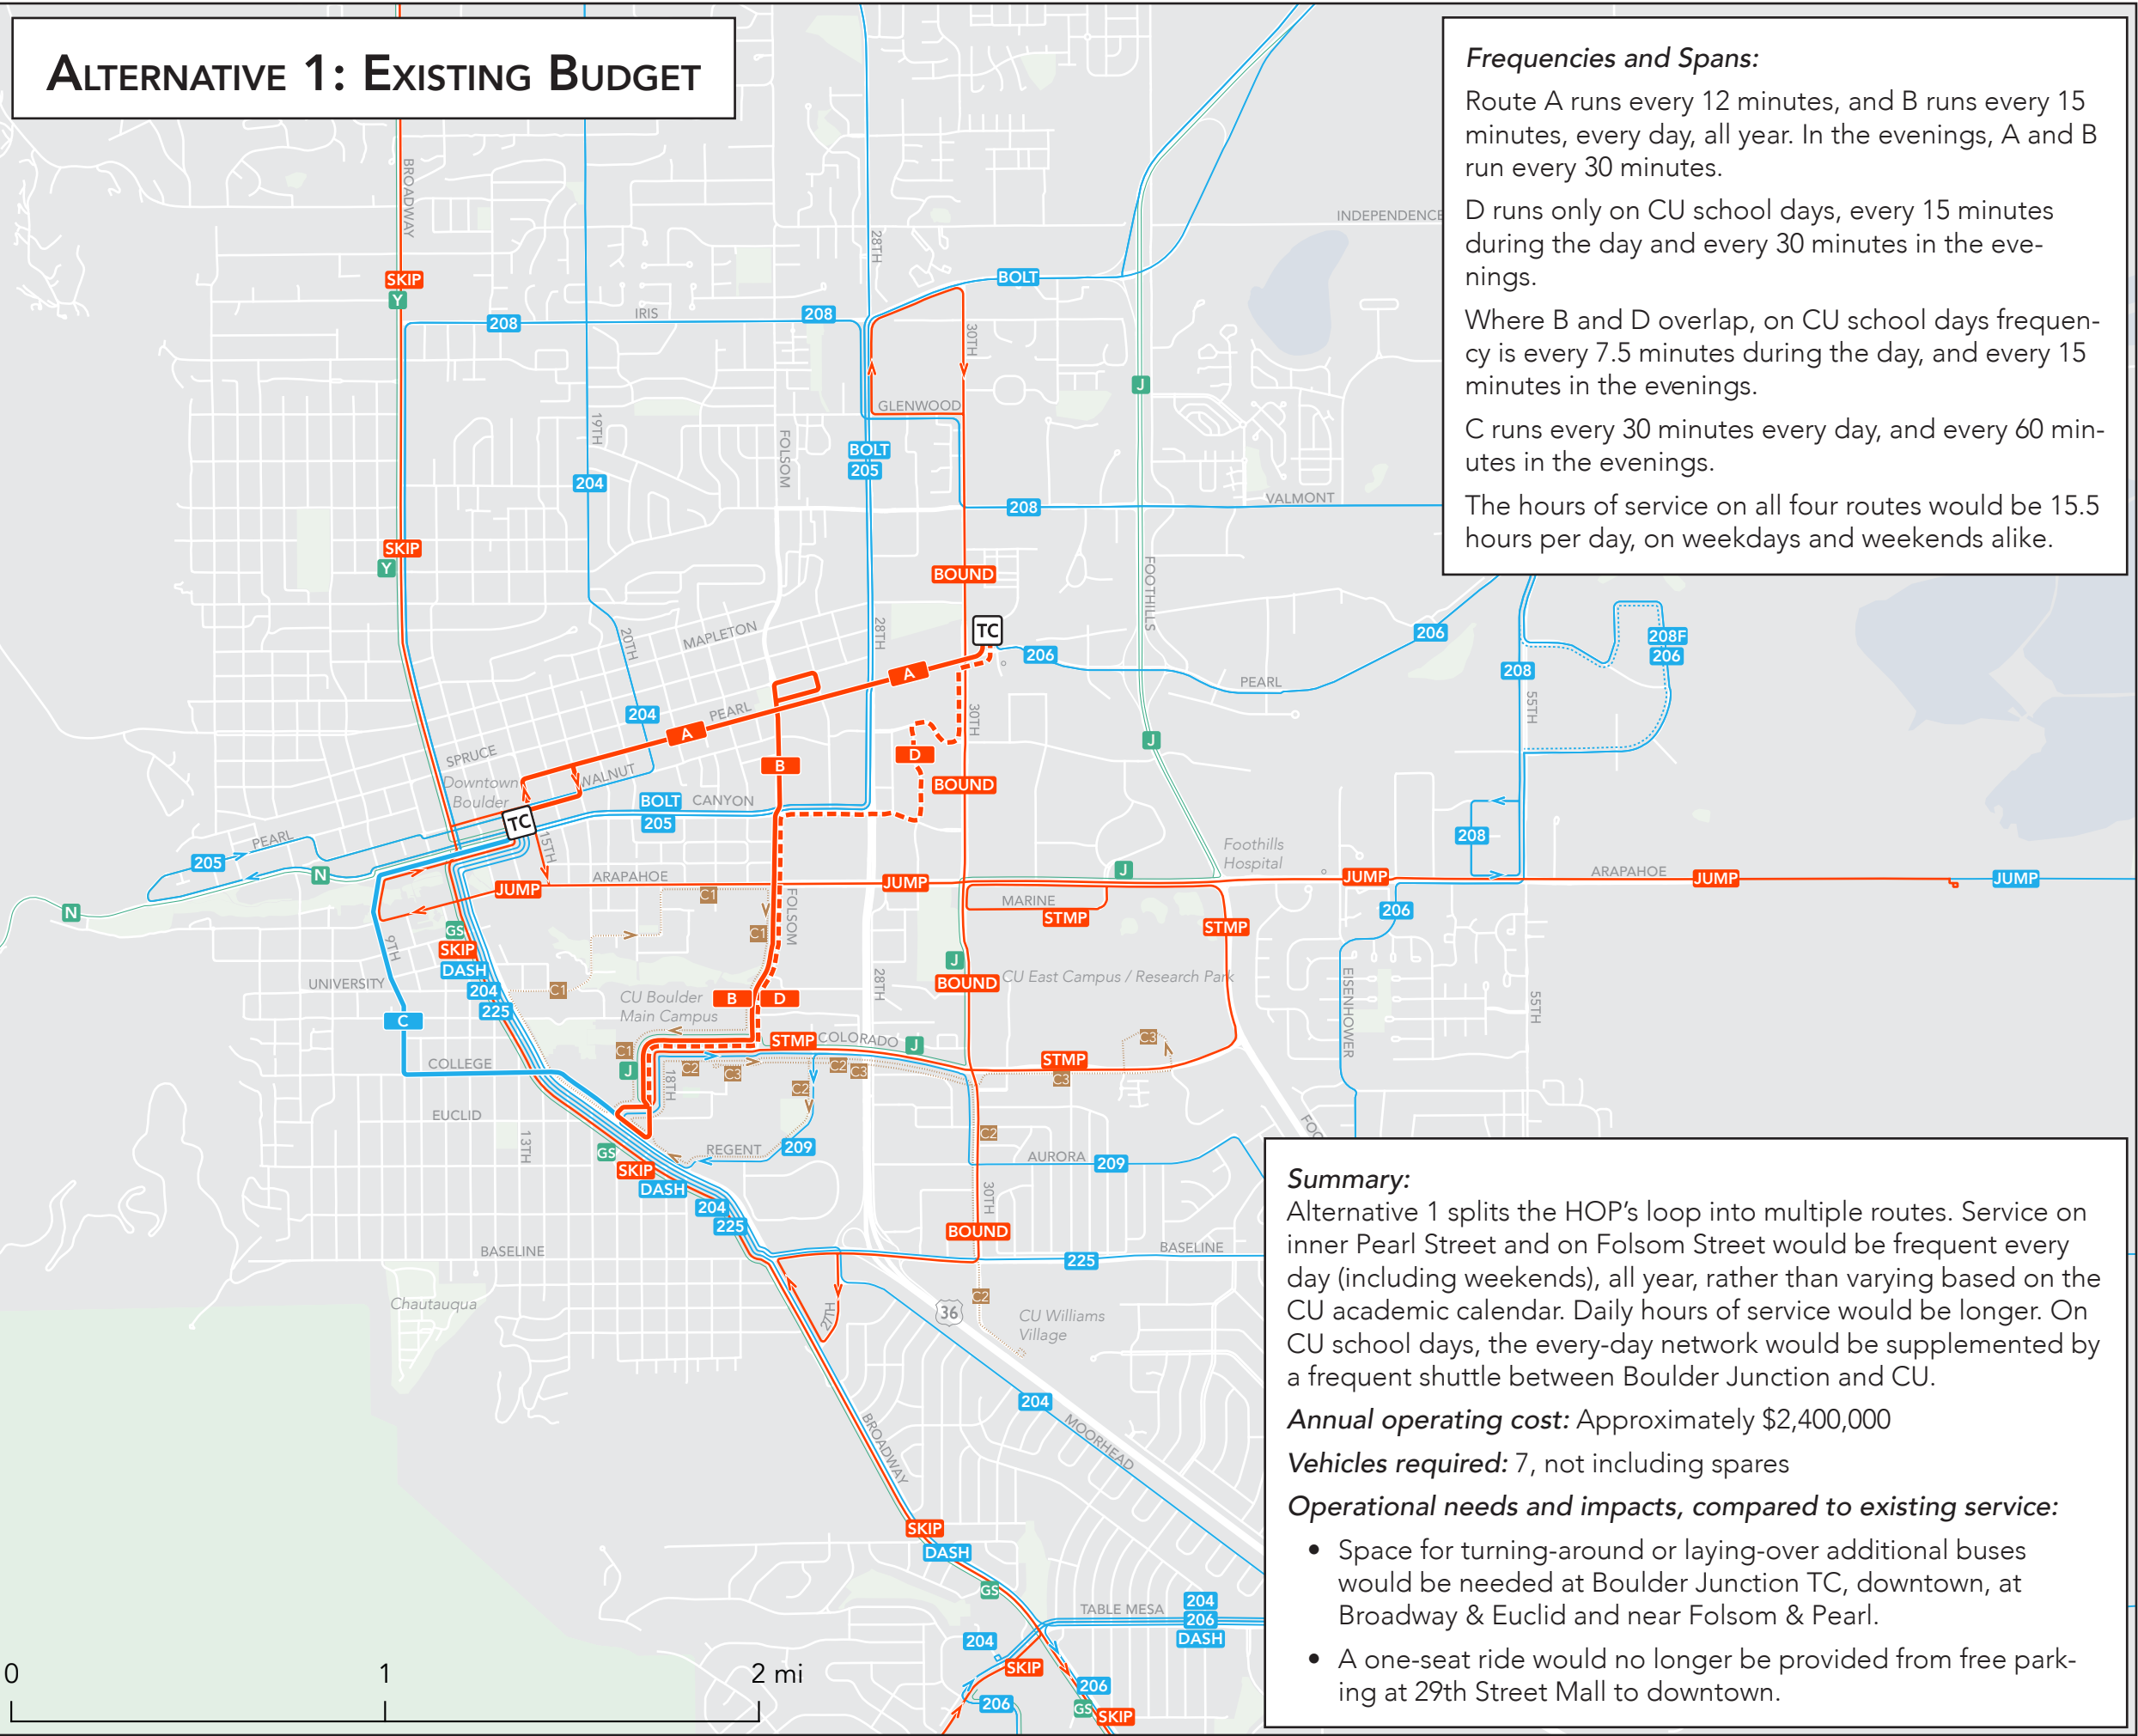 ALTERNATIVE 1: EXISTING BUDGET
Frequencies and Spans:
Route A runs every 12 minutes, and B runs every 15
minutes, every day, all year. In the evenings, A and B
run every 30 minutes.
D runs only on CU school days, every 15 minutes
during the day and every 30 minutes in the eve-
nings.
Where B and D overlap, on CU school days frequen-
cy is every 7.5 minutes during the day, and every 15
minutes in the evenings.
C runs every 30 minutes every day, and every 60 min-
utes in the evenings.
The hours of service on all four routes would be 15.5
hours per day, on weekdays and weekends alike.
BROADWAY
INDEPENDENCE
28TH
SKIP
Y
BOLT
208
IRIS
208
30TH
J
GLENWOOD
19TH
FOLSOM
BOLT
205
204
VALMONT
208
SKIP
Y
BOUND
FOOTHILLS
MAPLETON
20TH
28TH
TC
206
206
208F
206
208
A
PEARL
204
PEARL
30TH
55TH
A
J
SPRUCE
D
B
WALNUT
Downtown
Boulder
BOUND
BOLT
CANYON
205
TC
15TH
PEARL
208
Foothills
Hospital
205
N
J
JUMP
ARAPAHOE
JUMP
JUMP
ARAPAHOE
JUMP
JUMP
C1
MARINE
STMP
206
N
FOLSOM
STMP
GS
C1
9TH
SKIP
J
DASH
CU East Campus / Research Park
UNIVERSITY
BOUND
28TH
204
C1
CU Boulder
Main Campus
B
D
225
EISENHOWER
55TH
C
STMP
COLORADO
J
C3
C1
COLLEGE
STMP
J
C2
C3
C2
C3
C3
18TH
C2
EUCLID
13TH
FOO
C2
GS
REGENT
209
AURORA
209
SKIP
DASH
30TH
204
225
BOUND
BASELINE
225
BASELINE
C2
Chautauqua
27TH
36
CU Williams
Village
204
BROADWAY
MOORHEAD
SKIP
DASH
GS
TABLE MESA
204
206
DASH
204
SKIP
206
206
GS
SKIP
Summary:
Alternative 1 splits the HOP’s loop into multiple routes. Service on
inner Pearl Street and on Folsom Street would be frequent every
day (including weekends), all year, rather than varying based on the
CU academic calendar. Daily hours of service would be longer. On
CU school days, the every-day network would be supplemented by
a frequent shuttle between Boulder Junction and CU.
Annual operating cost: Approximately $2,400,000
Vehicles required: 7, not including spares
Operational needs and impacts, compared to existing service:
• Space for turning-around or laying-over additional buses
would be needed at Boulder Junction TC, downtown, at
Broadway & Euclid and near Folsom & Pearl.
• A one-seat ride would no longer be provided from free park-
ing at 29th Street Mall to downtown.
0 1 2 mi